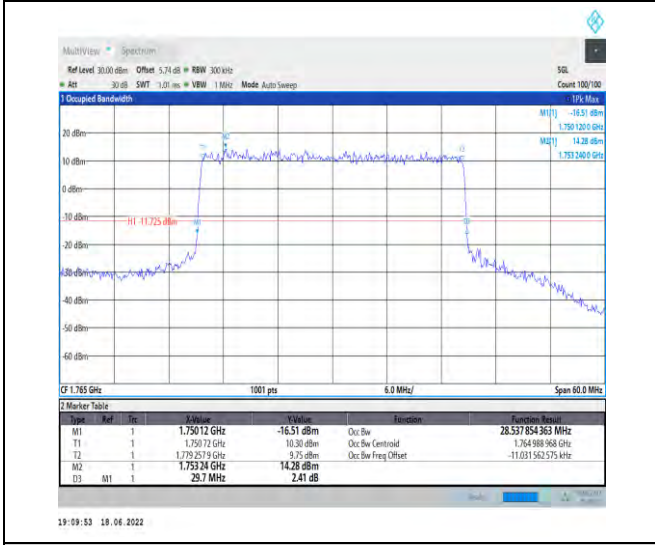 MultiView Spectrum
Ref Level 30.00 dBm Offset 5.74 dB RBW 300 kHz SGL
Att 30 dB SWT 1.01 ms VBW 1 MHz Mode Auto Sweep Count 100/100
1 Occupied Bandwidth 1Pk Max
M1[1] -16.51 dBm
1.750 120 0 GHz
M2[1] 14.28 dBm
1.753 240 0 GHz
20 dBm
10 dBm
0 dBm
-10 dBm
H1 -11.725 dBm
-20 dBm
-30 dBm
-40 dBm
-50 dBm
-60 dBm
CF 1.765 GHz 1001 pts 6.0 MHz/ Span 60.0 MHz
2 Marker Table
Type Ref Trc X-Value Y-Value Function Function Result
M1 1 1.75012 GHz -16.51 dBm Occ Bw 28.537 854 363 MHz
T1 1 1.75072 GHz 10.30 dBm Occ Bw Centroid 1.764 988 968 GHz
T2 1 1.779 257 9 GHz 9.75 dBm Occ Bw Freq Offset -11.031 562 575 kHz
M2 1 1.75324 GHz 14.28 dBm
D3 M1 1 29.7 MHz 2.41 dB
19:09:53 18.06.2022